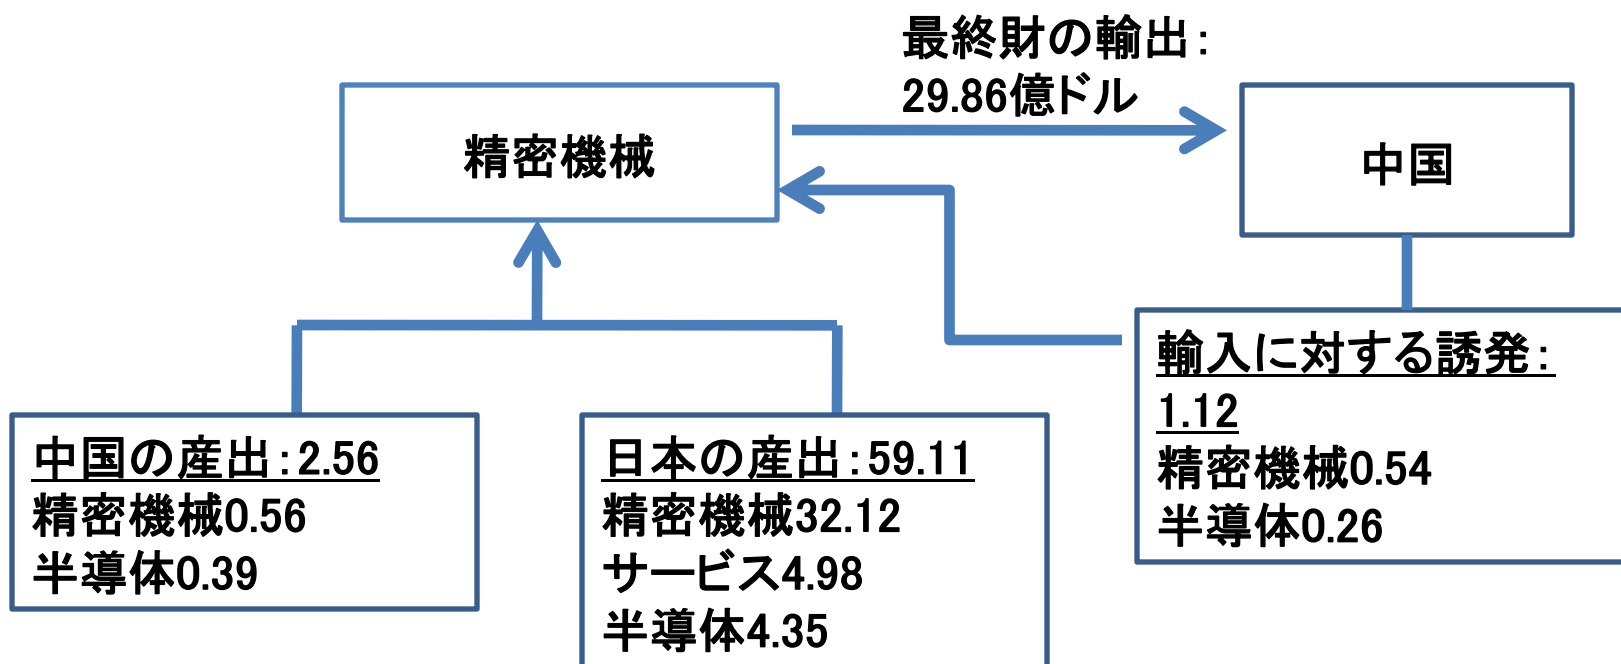 最終財の輸出：
29.86億ドル
精密機械
中国
輸入に対する誘発：
1.12
精密機械0.54
半導体0.26
中国の産出：2.56
精密機械0.56
半導体0.39
日本の産出：59.11
精密機械32.12
サービス4.98
半導体4.35